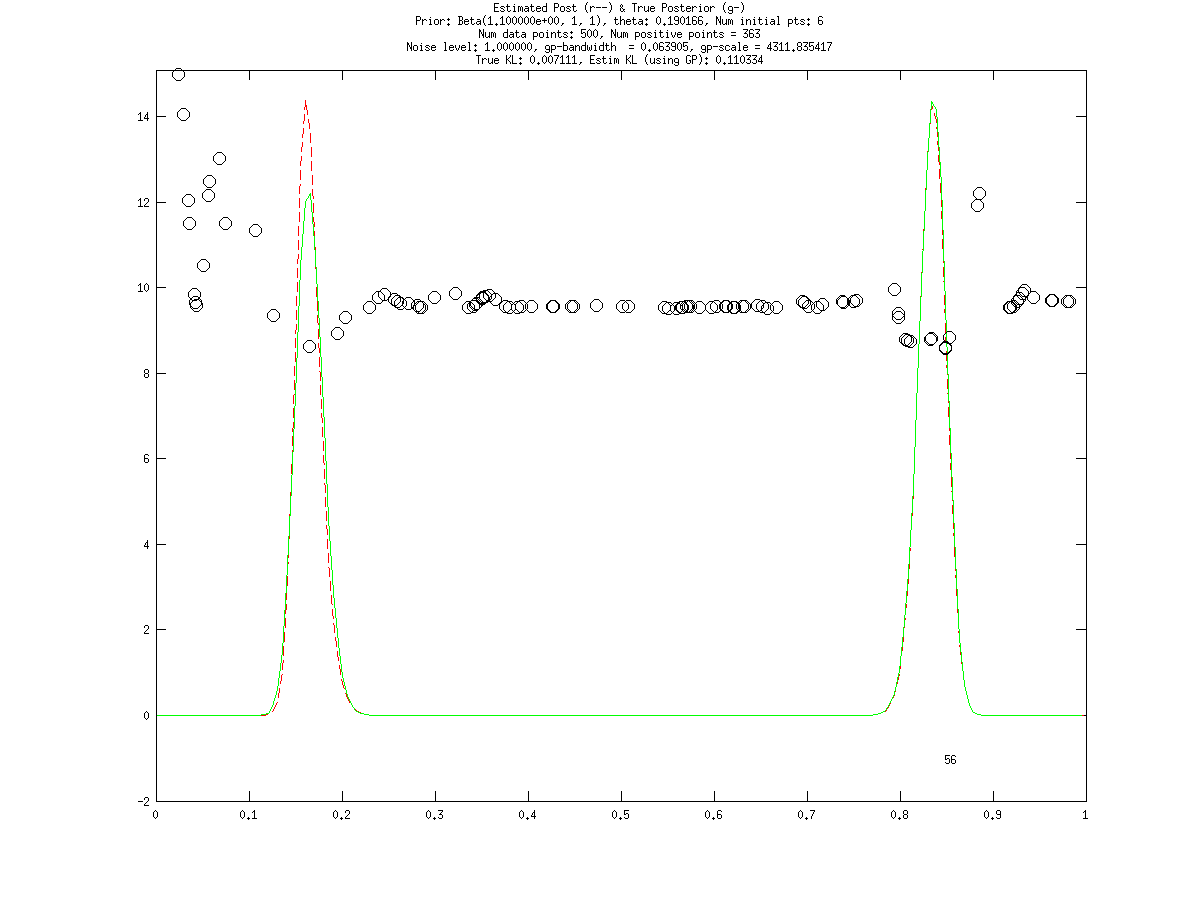 Estimated Post (r--) & True Posterior (g-)
Prior: Beta(1.100000e+00, 1, 1), theta: 0.190166, Num initial pts: 6
Num data points: 500, Num positive points = 363
Noise level: 1.000000, gp-bandwidth  = 0.063905, gp-scale = 4311.835417
True KL: 0.007111, Estim KL (using GP): 0.110334
14
12
10
8
6
4
2
0
56
-2
0 0.1 0.2 0.3 0.4 0.5 0.6 0.7 0.8 0.9 1